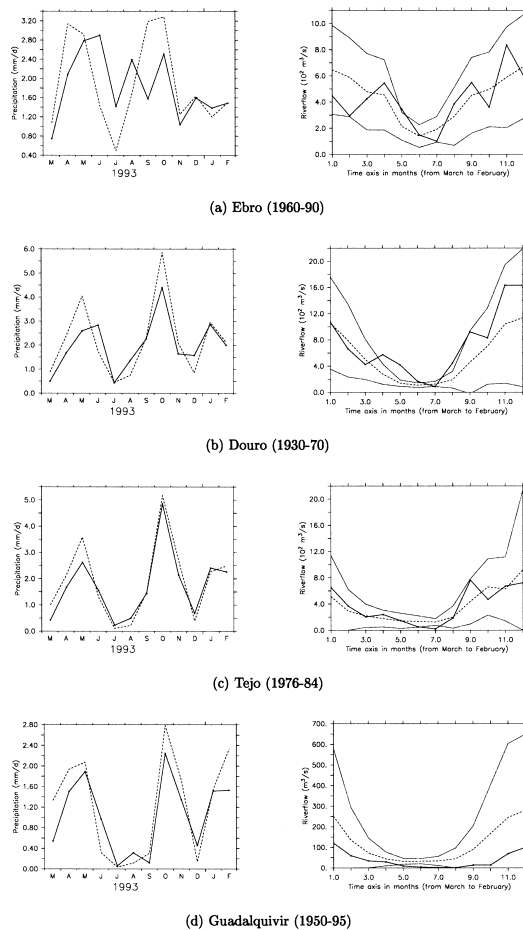 Precipitation (mm/d)
3.20
2.80
2.40
2.00
1.60
1.20
0.80
0.40
M A M J J A S O N D J F
1993
Riverflow (10² m³/s)
10.0
8.0
6.0
4.0
2.0
0.0
1.0 3.0 5.0 7.0 9.0 11.0
Time axis in months (from March to February)
(a) Ebro (1960-90)
Precipitation (mm/d)
6.0
5.0
4.0
3.0
2.0
1.0
0.0
M A M J J A S O N D J F
1993
Riverflow (10² m³/s)
20.0
16.0
12.0
8.0
4.0
0.0
1.0 3.0 5.0 7.0 9.0 11.0
Time axis in months (from March to February)
(b) Douro (1930-70)
Precipitation (mm/d)
5.0
4.0
3.0
2.0
1.0
0.0
M A M J J A S O N D J F
1993
Riverflow (10² m³/s)
20.0
16.0
12.0
8.0
4.0
0.0
1.0 3.0 5.0 7.0 9.0 11.0
Time axis in months (from March to February)
(c) Tejo (1976-84)
Precipitation (mm/d)
2.80
2.40
2.00
1.60
1.20
0.80
0.40
0.00
M A M J J A S O N D J F
1993
Riverflow (m³/s)
700.
600.
500.
400.
300.
200.
100.
0.
1.0 3.0 5.0 7.0 9.0 11.0
Time axis in months (from March to February)
(d) Guadalquivir (1950-95)